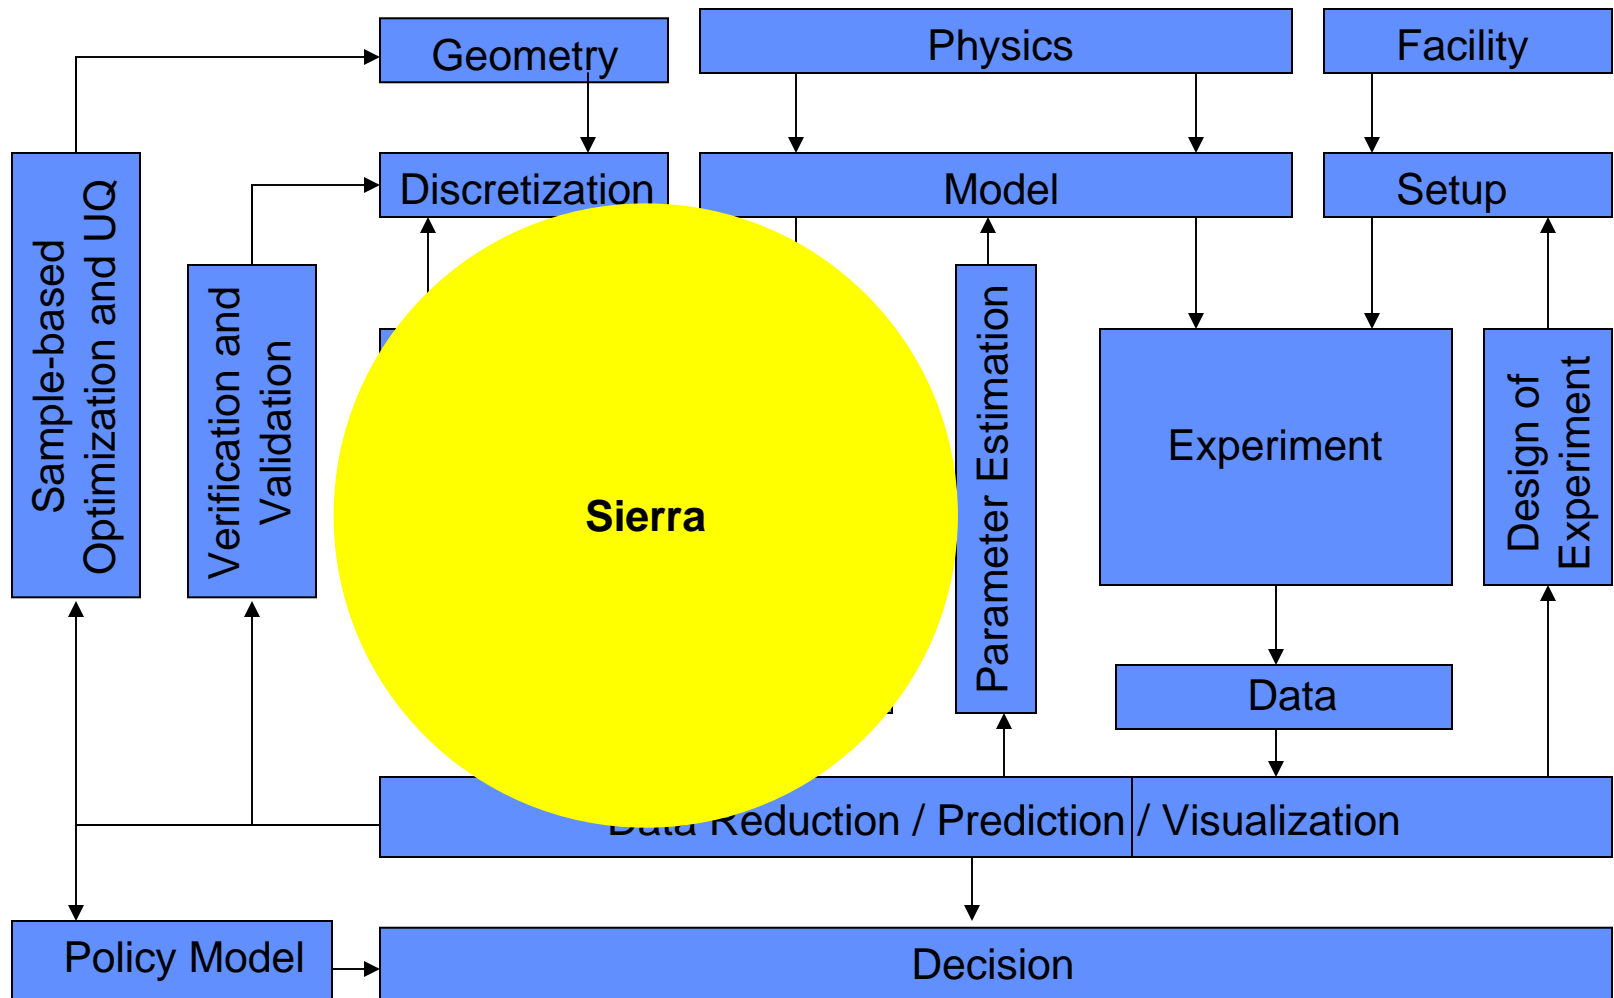 Geometry
Physics
Facility
Discretization
Model
Setup
Sample-based
Optimization and UQ
Verification and
Validation
Sierra
Parameter Estimation
Experiment
Design of
Experiment
Data
Data Reduction / Prediction / Visualization
Policy Model
Decision